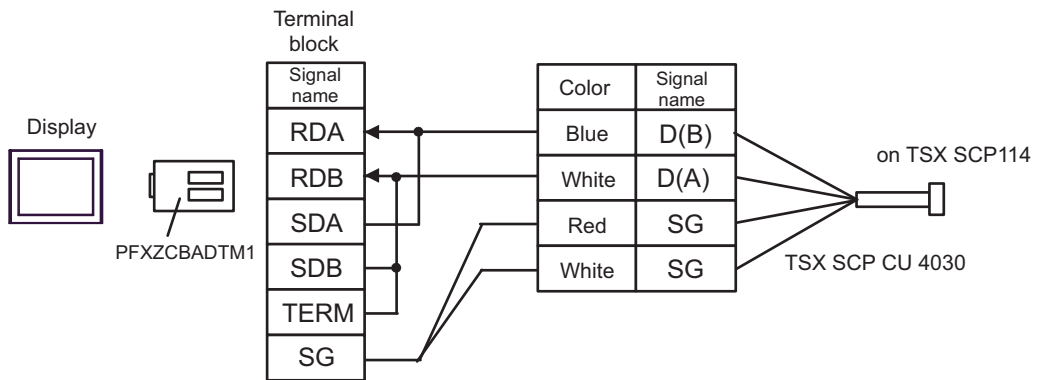 Display
PFXZCBADTM1
Terminal
block
Signal
name
RDA
RDB
SDA
SDB
TERM
SG
Color
Signal
name
Blue
D(B)
White
D(A)
Red
SG
White
SG
on TSX SCP114
TSX SCP CU 4030